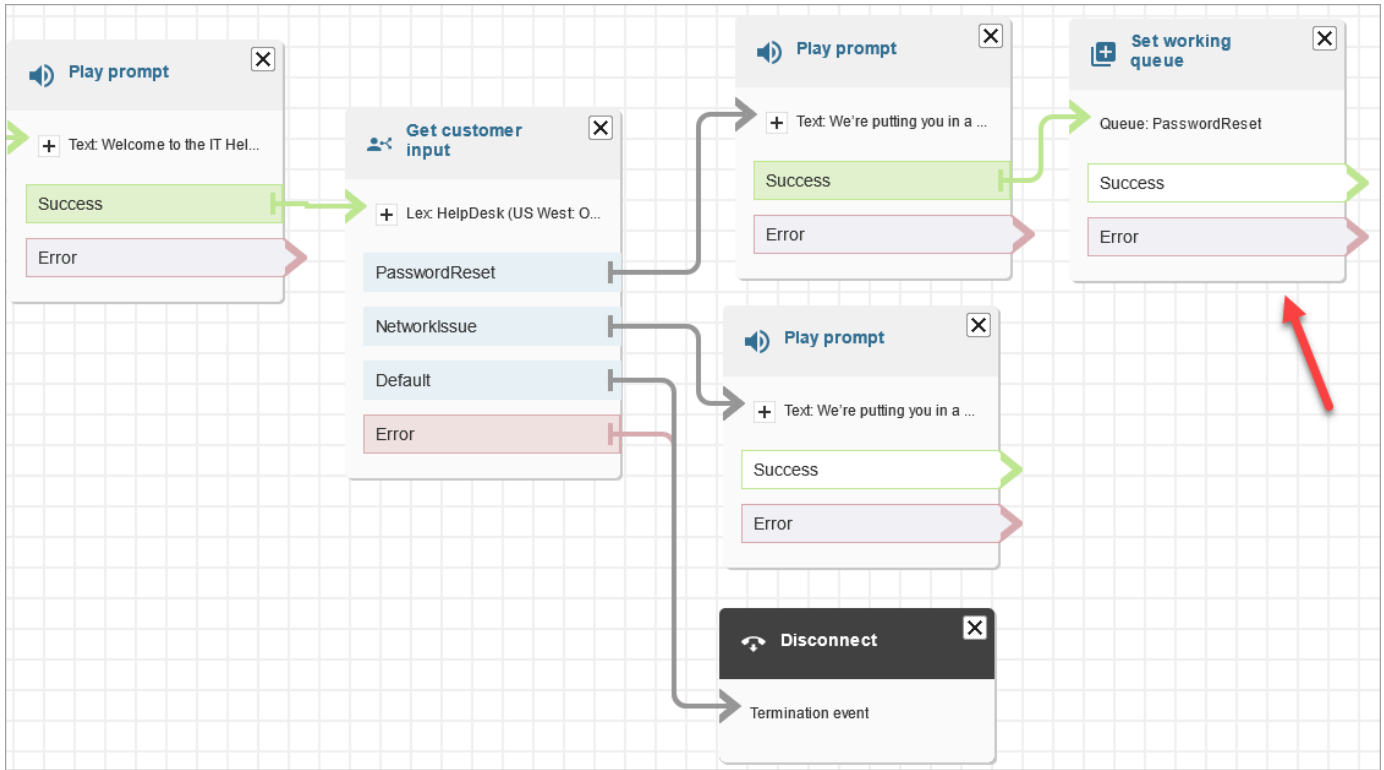 Play prompt
Text: Welcome to the IT Hel...
Success
Error
Get customer
input
Lex: HelpDesk (US West: O...
PasswordReset
NetworkIssue
Default
Error
Play prompt
Text: We're putting you in a ...
Success
Error
Set working
queue
Queue: PasswordReset
Success
Error
Play prompt
Text: We're putting you in a ...
Success
Error
Disconnect
Termination event